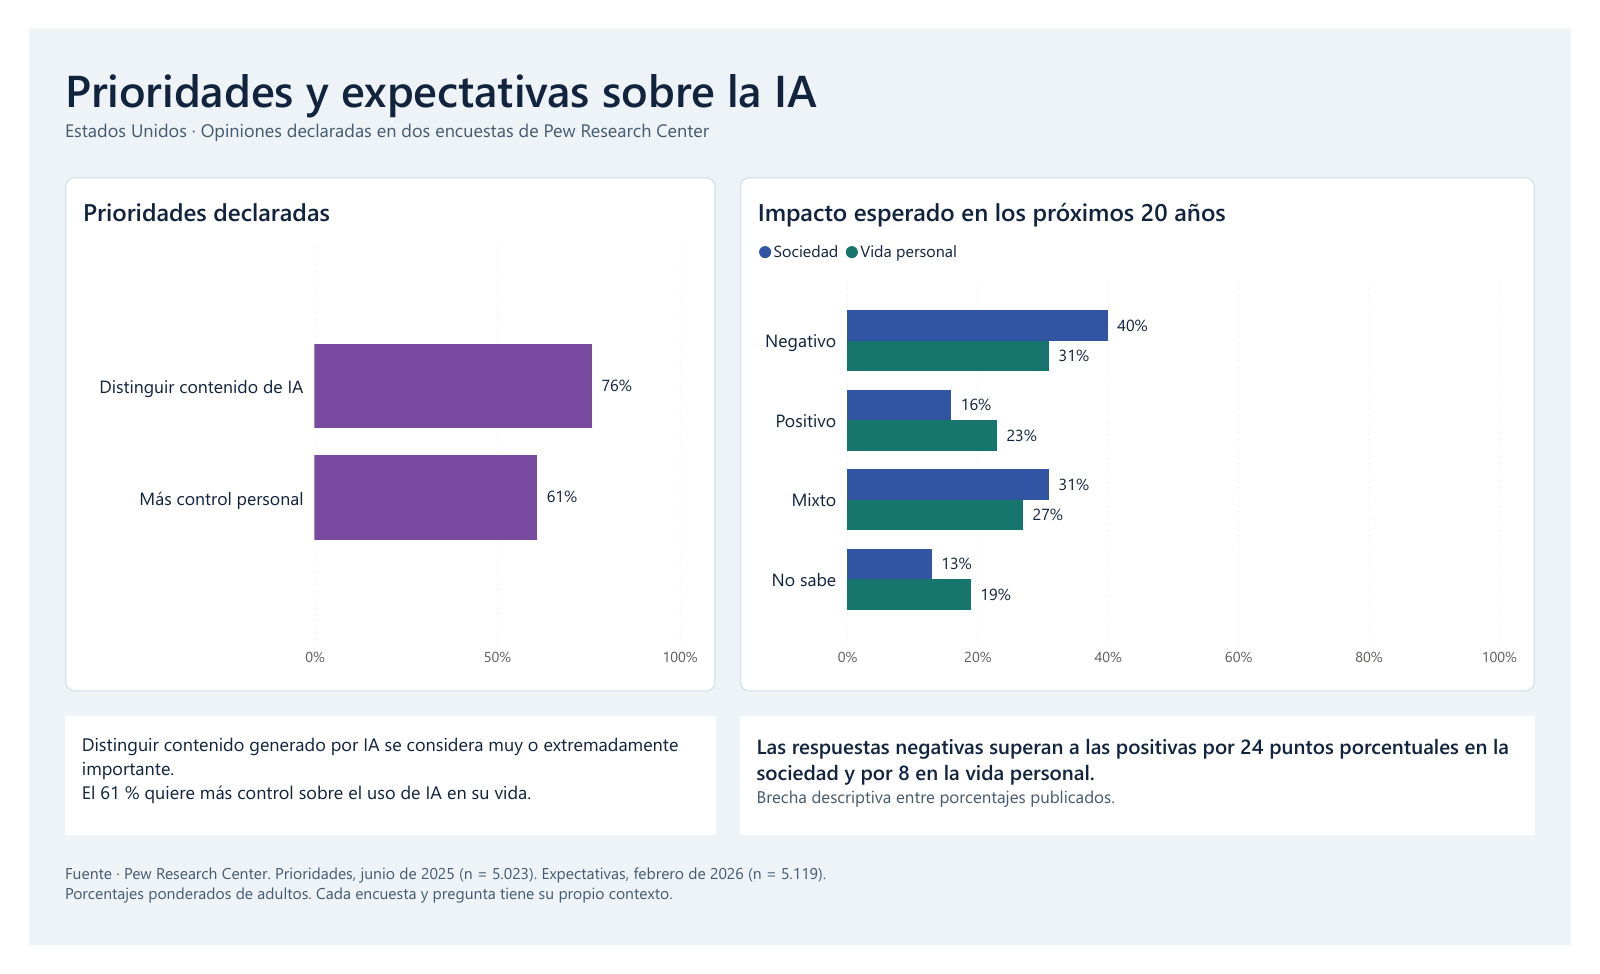 Prioridades y expectativas sobre la IA
Estados Unidos · Opiniones declaradas en dos encuestas de Pew Research Center
Prioridades declaradas
Distinguir contenido de IA
76%
Más control personal
61%
0%
50%
100%
Impacto esperado en los próximos 20 años
Sociedad
Vida personal
Negativo
40%
31%
Positivo
16%
23%
Mixto
31%
27%
No sabe
13%
19%
0%
20%
40%
60%
80%
100%
Distinguir contenido generado por IA se considera muy o extremadamente
importante.
El 61 % quiere más control sobre el uso de IA en su vida.
Las respuestas negativas superan a las positivas por 24 puntos porcentuales en la
sociedad y por 8 en la vida personal.
Brecha descriptiva entre porcentajes publicados.
Fuente · Pew Research Center. Prioridades, junio de 2025 (n = 5.023). Expectativas, febrero de 2026 (n = 5.119).
Porcentajes ponderados de adultos. Cada encuesta y pregunta tiene su propio contexto.